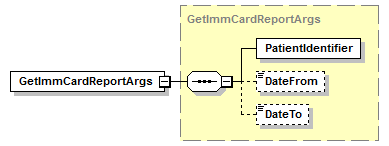 GetImmCardReportArgs
GetImmCardReportArgs
PatientIdentifier
DateFrom
DateTo